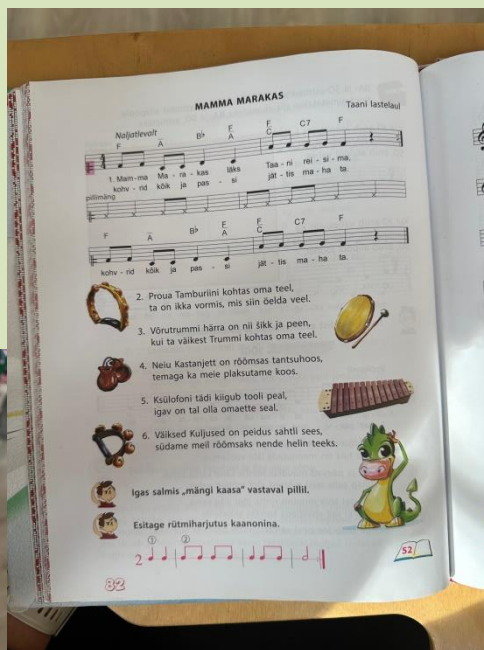 MAMMA MARAKAS
Taani lastelaul
Naljatlevalt
F A B♭ F/A F/C C7 F
1. Mam-ma Ma - ra - kas läks Taa - ni rei - si - ma,
kohv - rid kõik ja pas - si jät - tis ma - ha ta.
pillimäng
F A B♭ F/A F/C C7 F
kohv - rid kõik ja pas - si jät - tis ma - ha ta.
2. Proua Tamburiini kohtas oma teel,
ta on ikka vormis, mis siin öelda veel.
3. Võrutrummi härra on nii šikk ja peen,
kui ta väikest Trummi kohtas oma teel.
4. Neiu Kastanjett on rõõmsas tantsuhoos,
temaga ka meie plaksutame koos.
5. Ksülofoni tädi kiigub tooli peal,
igav on tal olla omaette seal.
6. Väiksed Kuljused on peidus sahtli sees,
südame meil rõõmsaks nende helin teeks.
Igas salmis „mängi kaasa" vastaval pillil.
Esitage rütmiharjutus kaanonina.
① ②
2
52
82